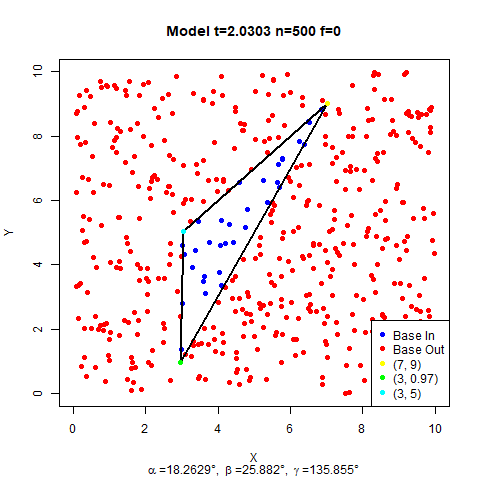 Model t=2.0303 n=500 f=0
10
8
6
4
2
0
Y
Base In
Base Out
(7, 9)
(3, 0.97)
(3, 5)
0 2 4 6 8 10
X
α =18.2629°, β =25.882°, γ =135.855°